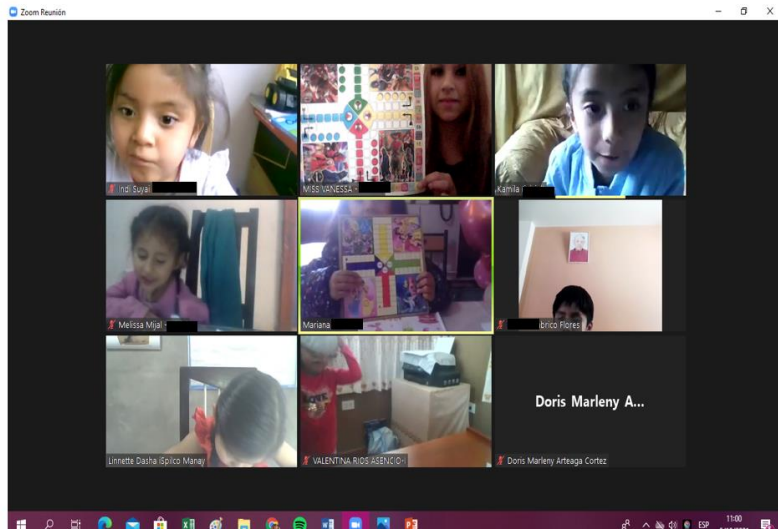 Zoom Reunión
Indi Suyai
MISS VANESSA -
Kamila
Melissa Mijal -
Mariana
brico Flores
Linnette Dasha iSpilco Manay
VALENTINA RIOS ASENCIO-I
Doris Marleny A...
Doris Marleny Arteaga Cortez
ESP
11:00